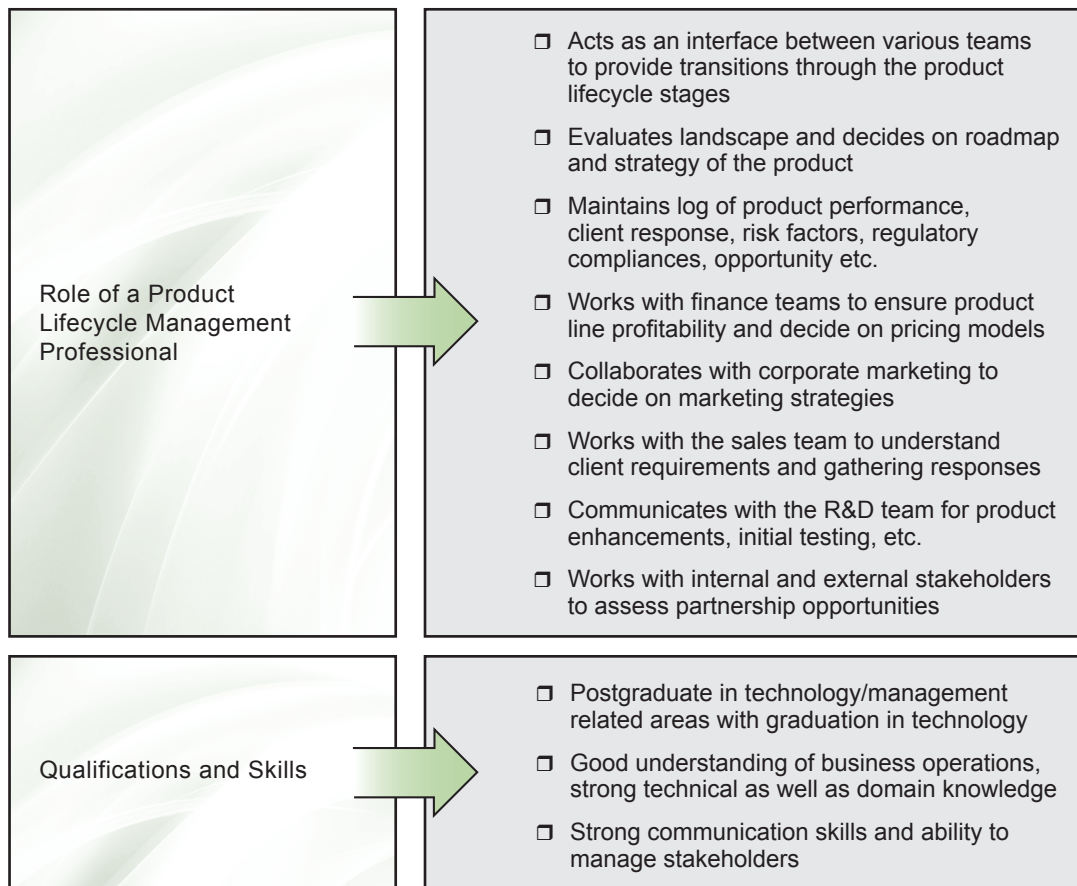 Role of a Product
Lifecycle Management
Professional
❒ Acts as an interface between various teams
to provide transitions through the product
lifecycle stages
❒ Evaluates landscape and decides on roadmap
and strategy of the product
❒ Maintains log of product performance,
client response, risk factors, regulatory
compliances, opportunity etc.
❒ Works with finance teams to ensure product
line profitability and decide on pricing models
❒ Collaborates with corporate marketing to
decide on marketing strategies
❒ Works with the sales team to understand
client requirements and gathering responses
❒ Communicates with the R&D team for product
enhancements, initial testing, etc.
❒ Works with internal and external stakeholders
to assess partnership opportunities
Qualifications and Skills
❒ Postgraduate in technology/management
related areas with graduation in technology
❒ Good understanding of business operations,
strong technical as well as domain knowledge
❒ Strong communication skills and ability to
manage stakeholders